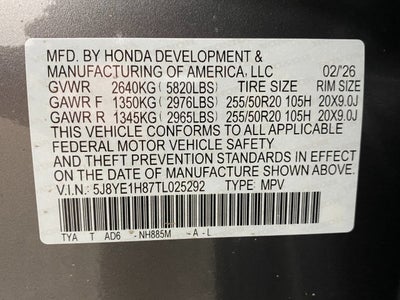 MFD. BY HONDA DEVELOPMENT &
MANUFACTURING OF AMERICA, LLC 02/'26
GVWR 2640KG (5820LBS) TIRE SIZE RIM SIZE
GAWR F 1350KG (2976LBS) 255/50R20 105H 20X9.0J
GAWR R 1345KG (2965LBS) 255/50R20 105H 20X9.0J
THIS VEHICLE CONFORMS TO ALL APPLICABLE
FEDERAL MOTOR VEHICLE SAFETY STANDARDS
IN EFFECT ON THE DATE OF MANUFACTURE SHOWN ABOVE.
V.I.N.: 5J8YE1H87TL025292 TYPE: MPV
TYA T AD6 -NH885M -A-L